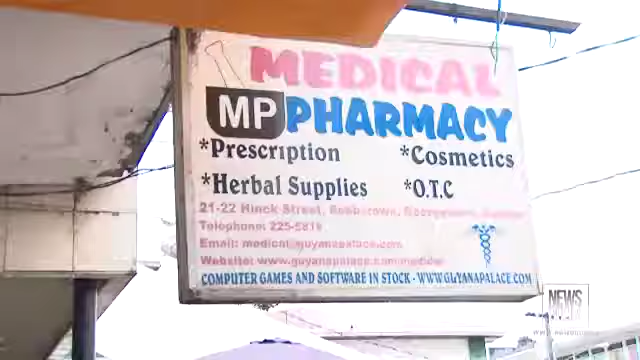 MEDICAL
MP PHARMACY
*Prescription *Cosmetics
*Herbal Supplies *O.T.C
21-22 Hinck Street, Robbstown, Georgetown,
Telephone: 225-5819
Email: medical@guyanapalace.com
Website: www.guyanapalace.com/medical
COMPUTER GAMES AND SOFTWARE IN STOCK - WWW.GUYANAPALACE.COM
NEWS